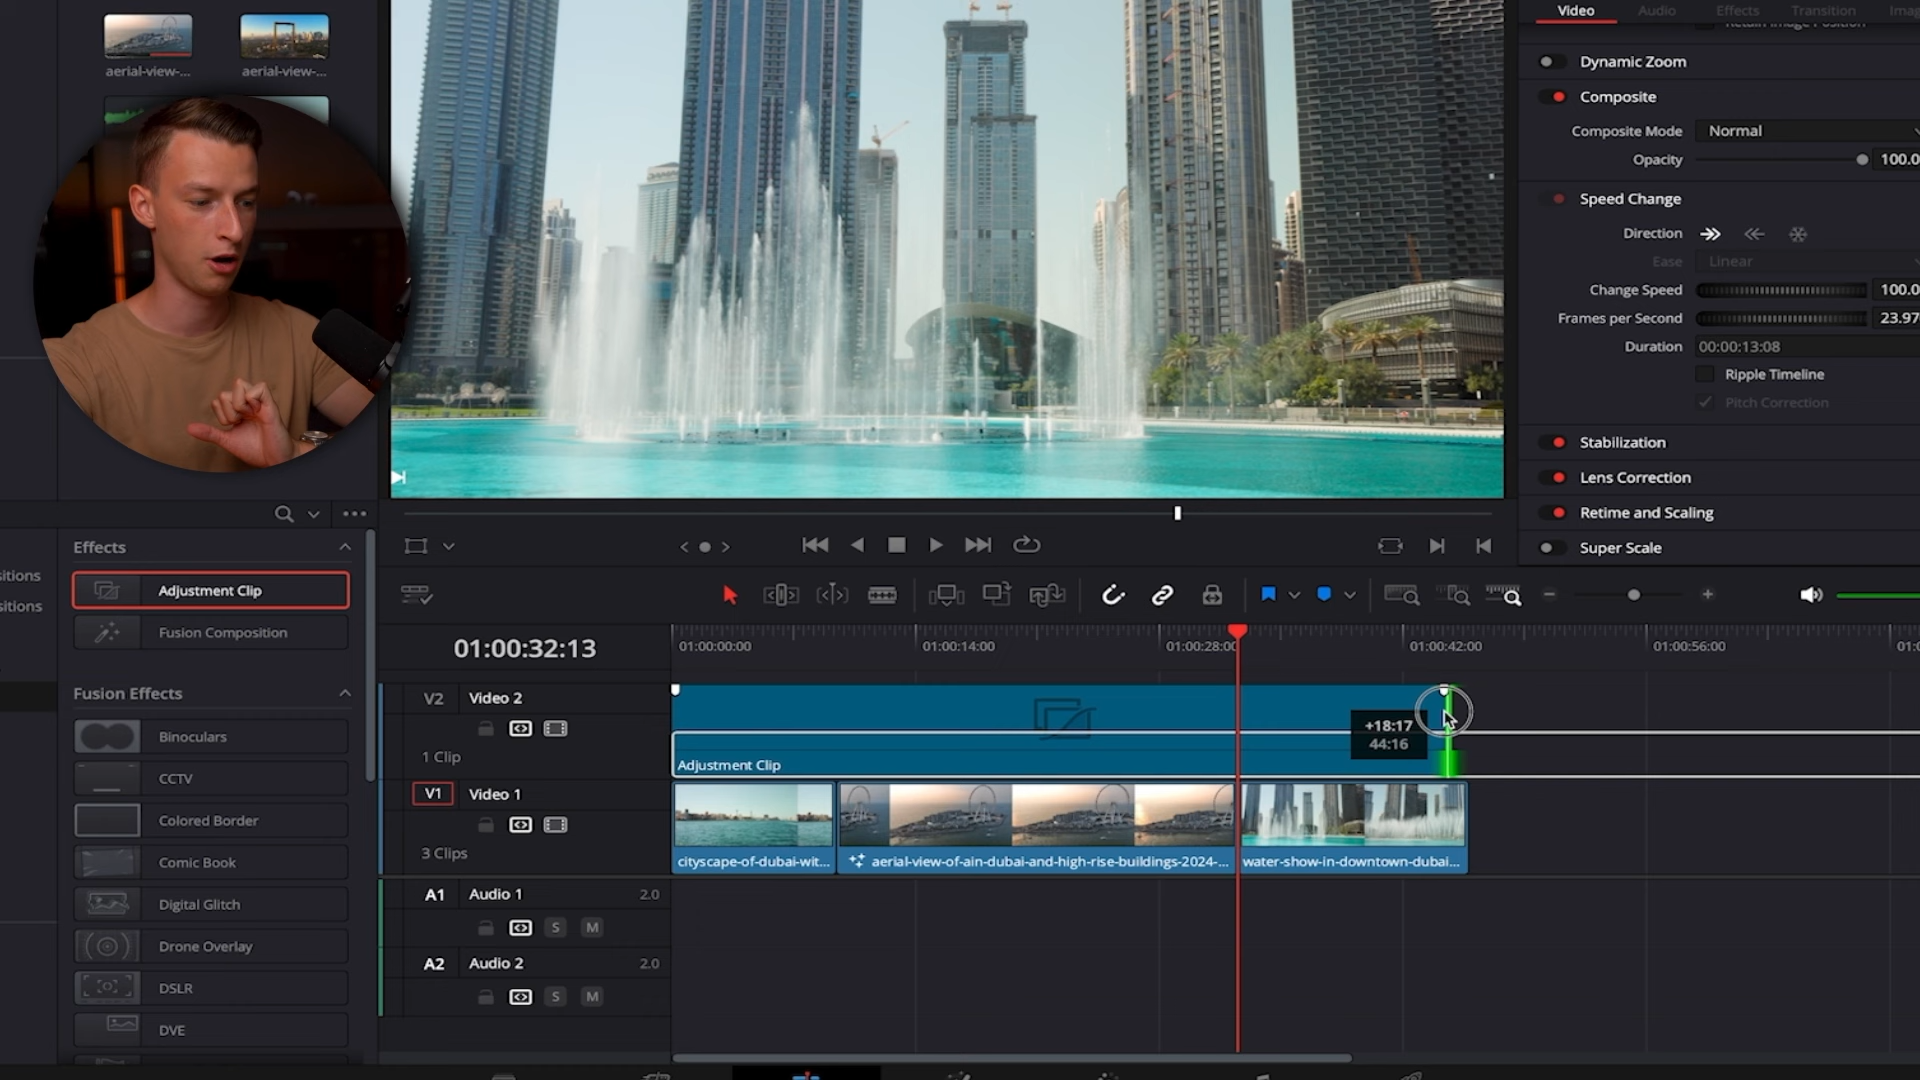 aerial-view-...
aerial-view-...
Video
Audio
Effects
Transition
Imag
Retain Image Position
Dynamic Zoom
Composite
Composite Mode
Normal
Opacity
100.0
Speed Change
Direction
Ease
Linear
Change Speed
100.0
Frames per Second
23.97
Duration
00:00:13:08
Ripple Timeline
Pitch Correction
Stabilization
Lens Correction
Retime and Scaling
Super Scale
sitions
sitions
Effects
Adjustment Clip
Fusion Composition
Fusion Effects
Binoculars
CCTV
Colored Border
Comic Book
Digital Glitch
Drone Overlay
DSLR
DVE
01:00:32:13
01:00:00:00
01:00:14:00
01:00:28:00
01:00:42:00
01:00:56:00
01:0
V2
Video 2
1 Clip
+18:17
44:16
Adjustment Clip
V1
Video 1
3 Clips
cityscape-of-dubai-wit...
aerial-view-of-ain-dubai-and-high-rise-buildings-2024-...
water-show-in-downtown-dubai...
A1
Audio 1
2.0
S
M
A2
Audio 2
2.0
S
M